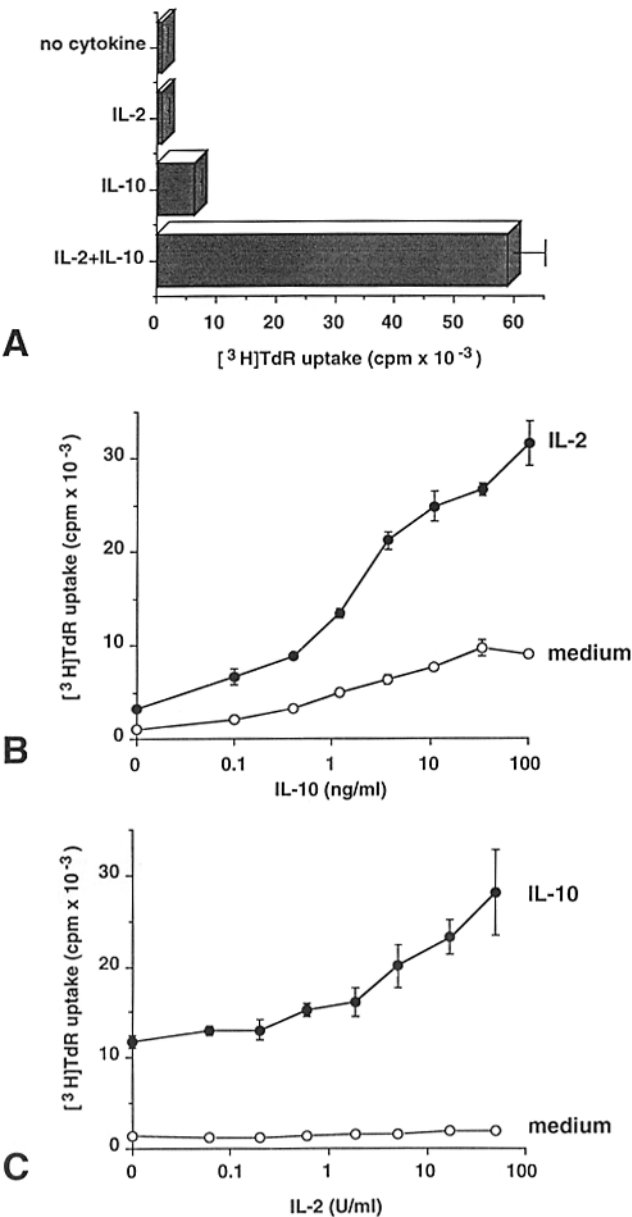 no cytokine
IL-2
IL-10
IL-2+IL-10
0 10 20 30 40 50 60
A
[³H]TdR uptake (cpm x 10⁻³)
[³H]TdR uptake (cpm x 10⁻³)
30
20
10
0
IL-2
medium
0 0.1 1 10 100
B
IL-10 (ng/ml)
[³H]TdR uptake (cpm x 10⁻³)
30
20
10
0
IL-10
medium
0 0.1 1 10 100
C
IL-2 (U/ml)